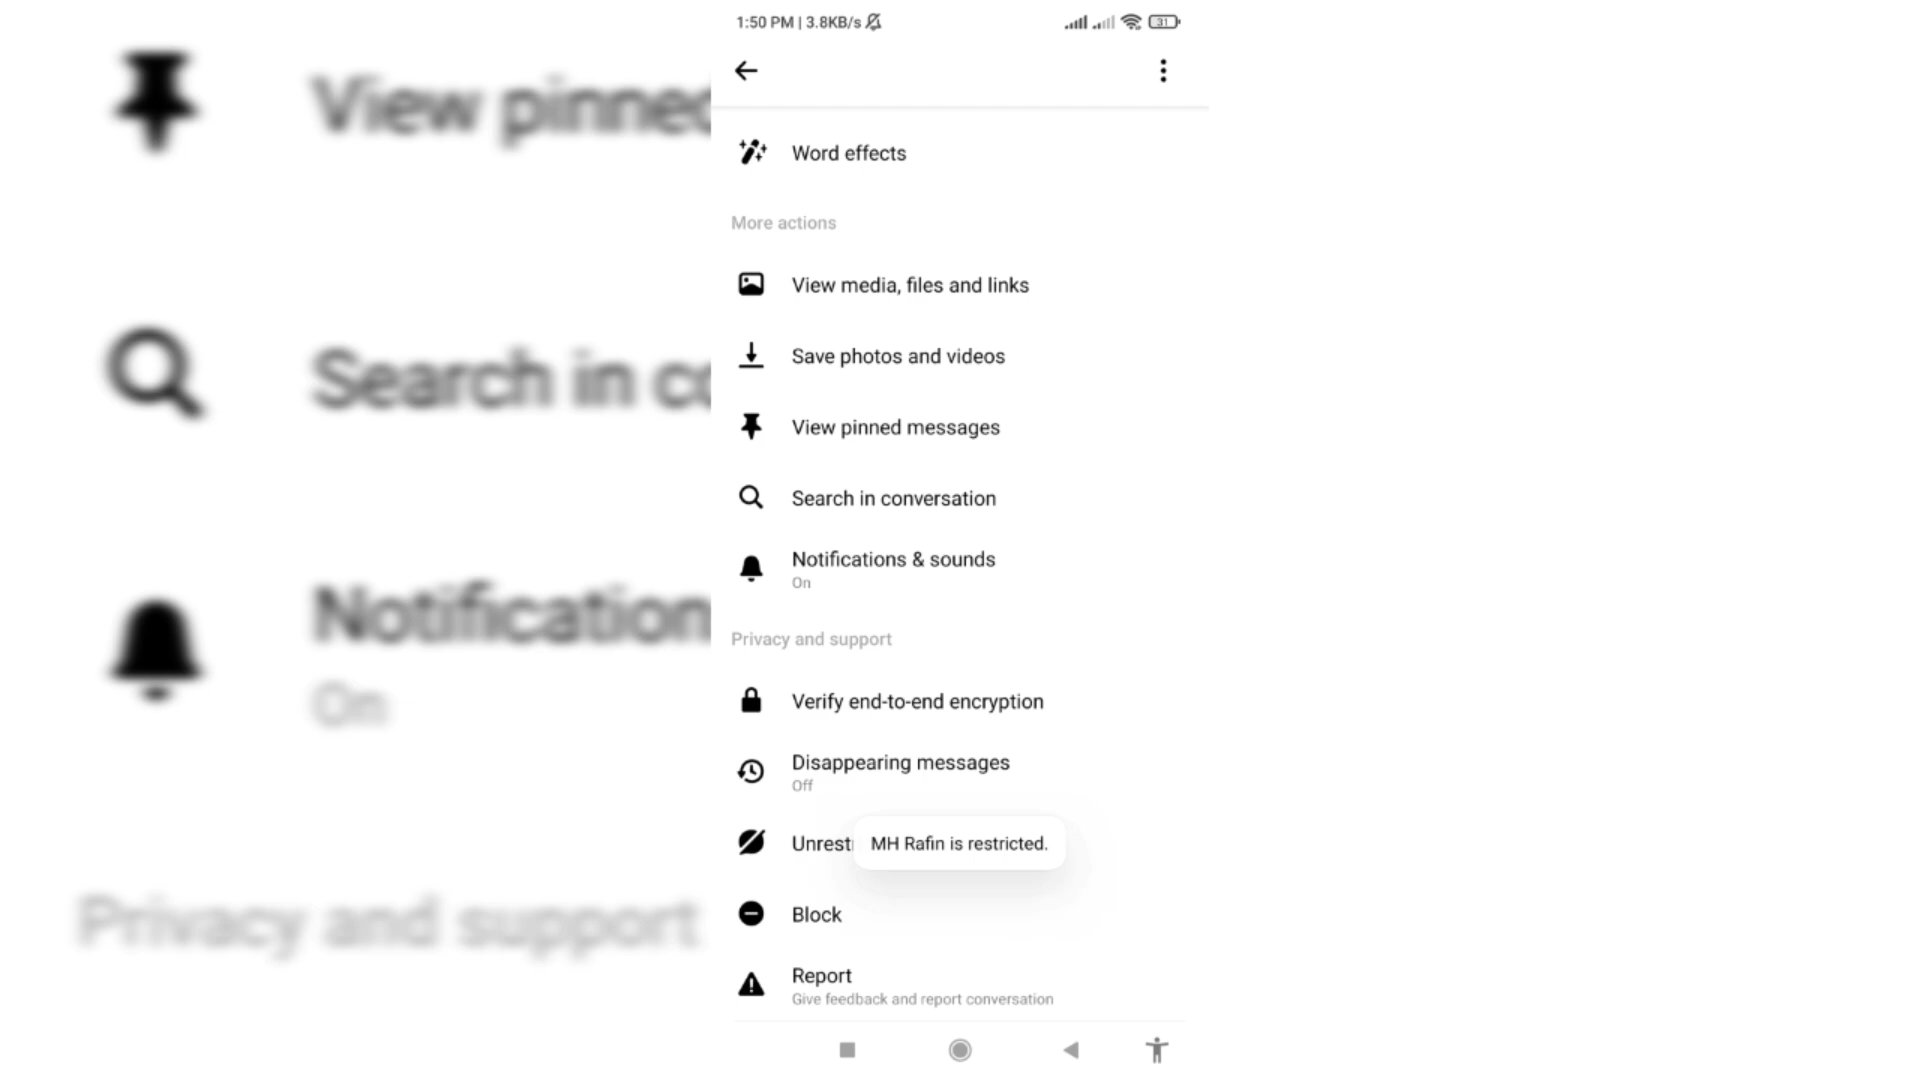 1:50 PM | 3.8KB/s
31
View pinned
Word effects
More actions
View media, files and links
Save photos and videos
Search in co
View pinned messages
Search in conversation
Notification
On
Notifications & sounds
On
Privacy and support
Verify end-to-end encryption
Disappearing messages
Off
Unrest
MH Rafin is restricted.
Privacy and support
Block
Report
Give feedback and report conversation